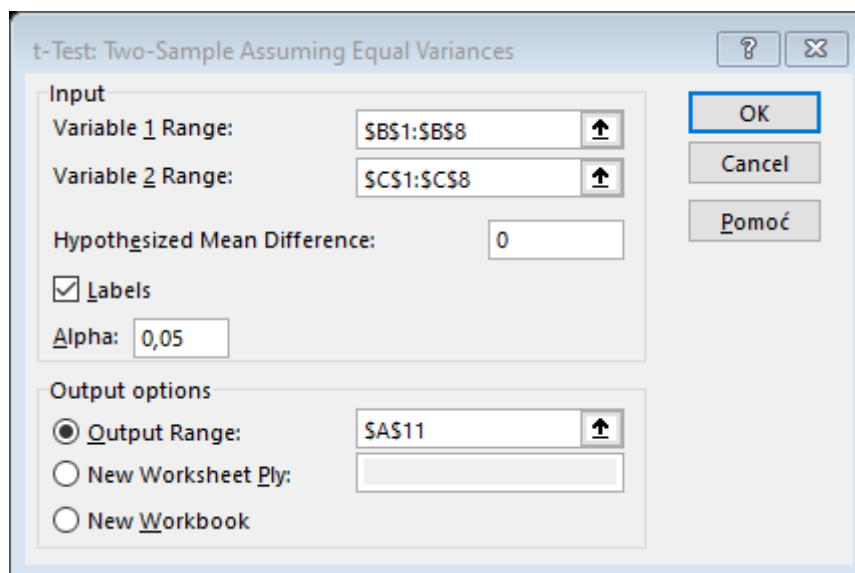 t-Test: Two-Sample Assuming Equal Variances
?
Input
Variable 1 Range: $B$1:$B$8
Variable 2 Range: $C$1:$C$8
Hypothesized Mean Difference: 0
Labels
Alpha: 0,05
OK
Cancel
Pomoć
Output options
Output Range: $A$11
New Worksheet Ply:
New Workbook